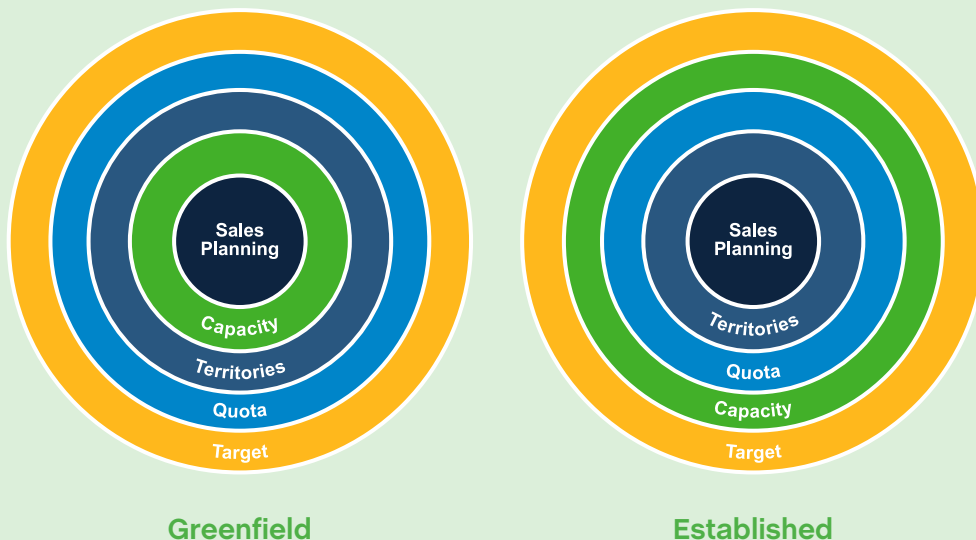 Sales
Planning
Capacity
Territories
Quota
Target
Greenfield
Sales
Planning
Territories
Quota
Capacity
Target
Established